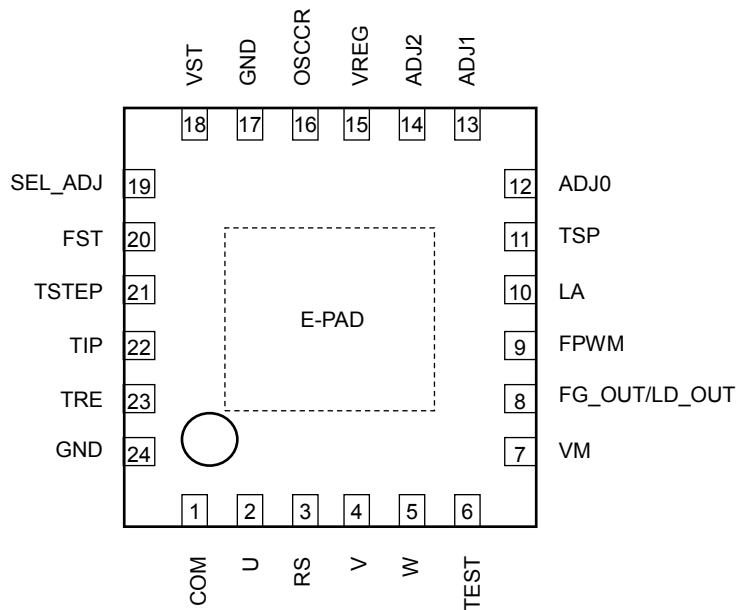 VST
GND
OSCCR
VREG
ADJ2
ADJ1
18
17
16
15
14
13
SEL_ADJ 19
12 ADJ0
FST 20
11 TSP
TSTEP 21
10 LA
E-PAD
TIP 22
9 FPWM
TRE 23
8 FG_OUT/LD_OUT
GND 24
7 VM
1
2
3
4
5
6
COM
U
RS
V
W
TEST